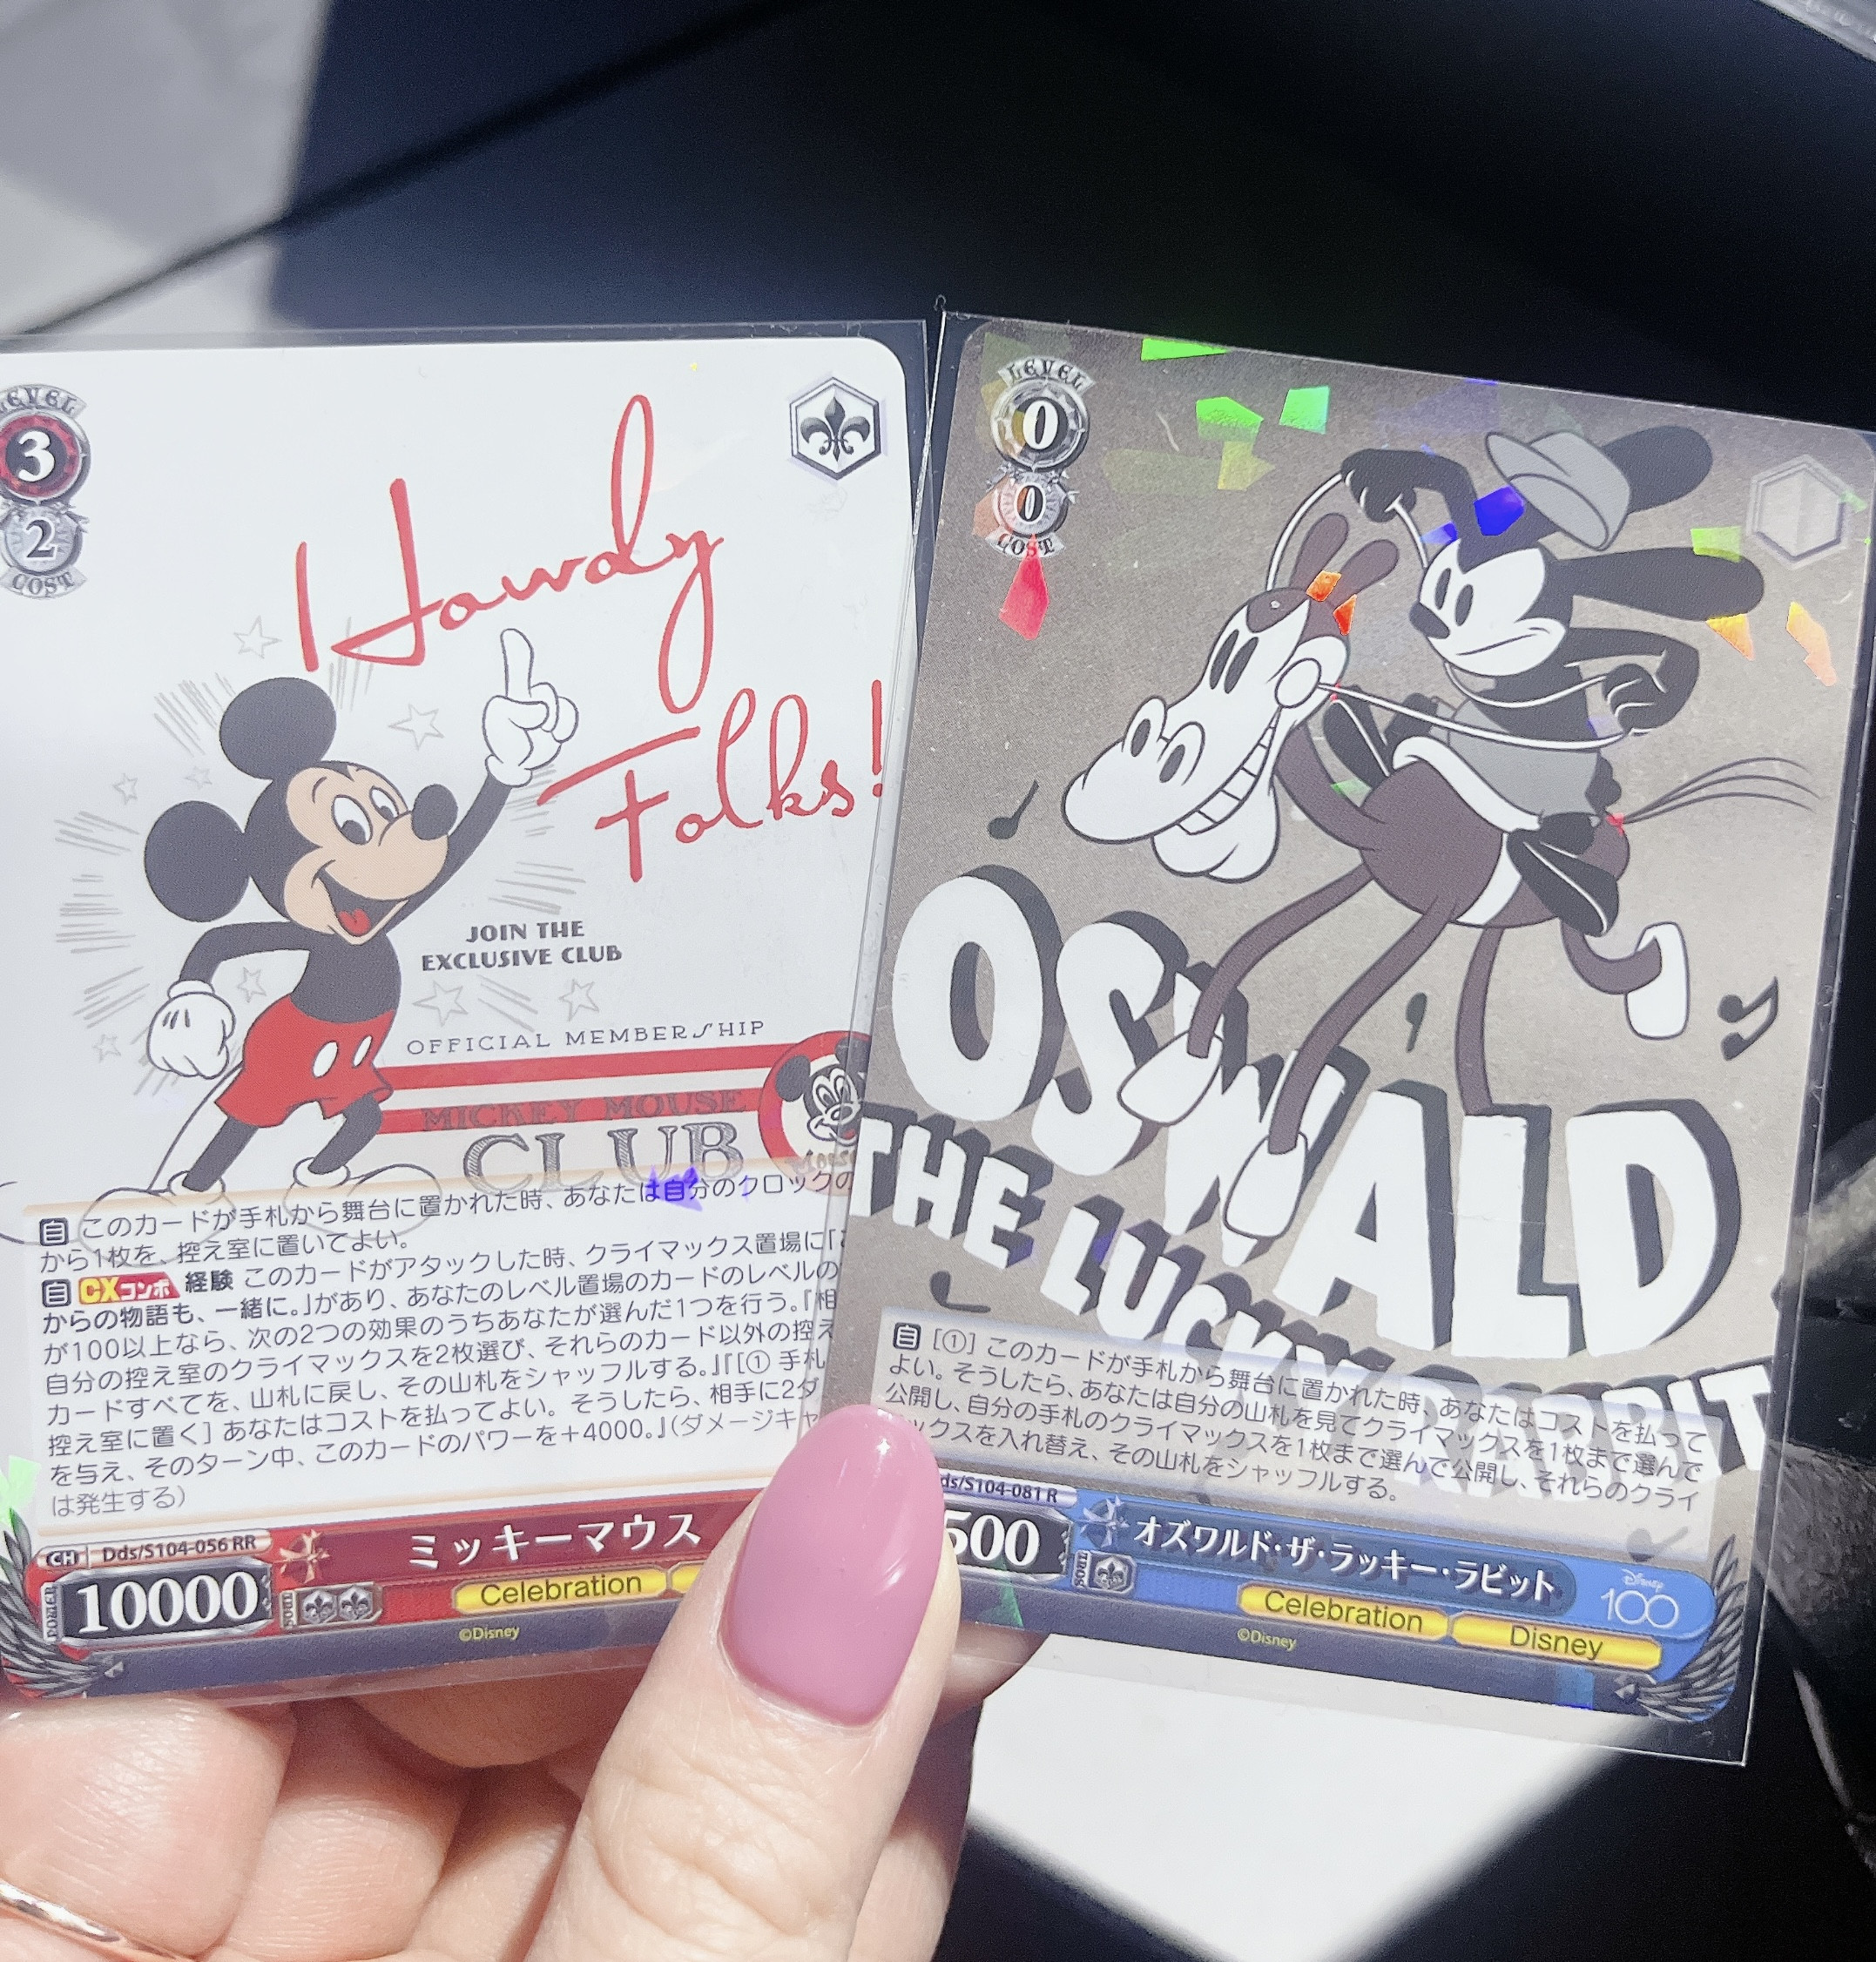 LEVEL
3
2
COST
Howdy
Folks!
JOIN THE
EXCLUSIVE CLUB
OFFICIAL MEMBERSHIP
MICKEY MOUSE
CLUB
自 このカードが手札から舞台に置かれた時、あなたは自分のクロックの
から1枚を、控え室に置いてよい。
自 CXコンボ 経験 このカードがアタックした時、クライマックス置場に「
からの物語も、一緒に。」があり、あなたのレベル置場のカードのレベルの
が100以上なら、次の2つの効果のうちあなたが選んだ1つを行う。『相
自分の控え室のクライマックスを2枚選び、それらのカード以外の控え
カードすべてを、山札に戻し、その山札をシャッフルする。』『[① 手札
控え室に置く] あなたはコストを払ってよい。そうしたら、相手に2ダ
を与え、そのターン中、このカードのパワーを+4000。』(ダメージキャ
は発生する)
CH Dds/S104-056 RR
POWER 10000
SOUL
ミッキーマウス
Celebration
©Disney
LEVEL
0
0
COST
OSWALD
THE LUCKY RABBIT
自 [①] このカードが手札から舞台に置かれた時、あなたはコストを払って
よい。そうしたら、あなたは自分の山札を見てクライマックスを1枚まで選んで
公開し、自分の手札のクライマックスを1枚まで選んで公開し、それらのクライ
ックスを入れ替え、その山札をシャッフルする。
ds/S104-081 R
500
SOUL
オズワルド・ザ・ラッキー・ラビット
Disney
100
Celebration
Disney
©Disney